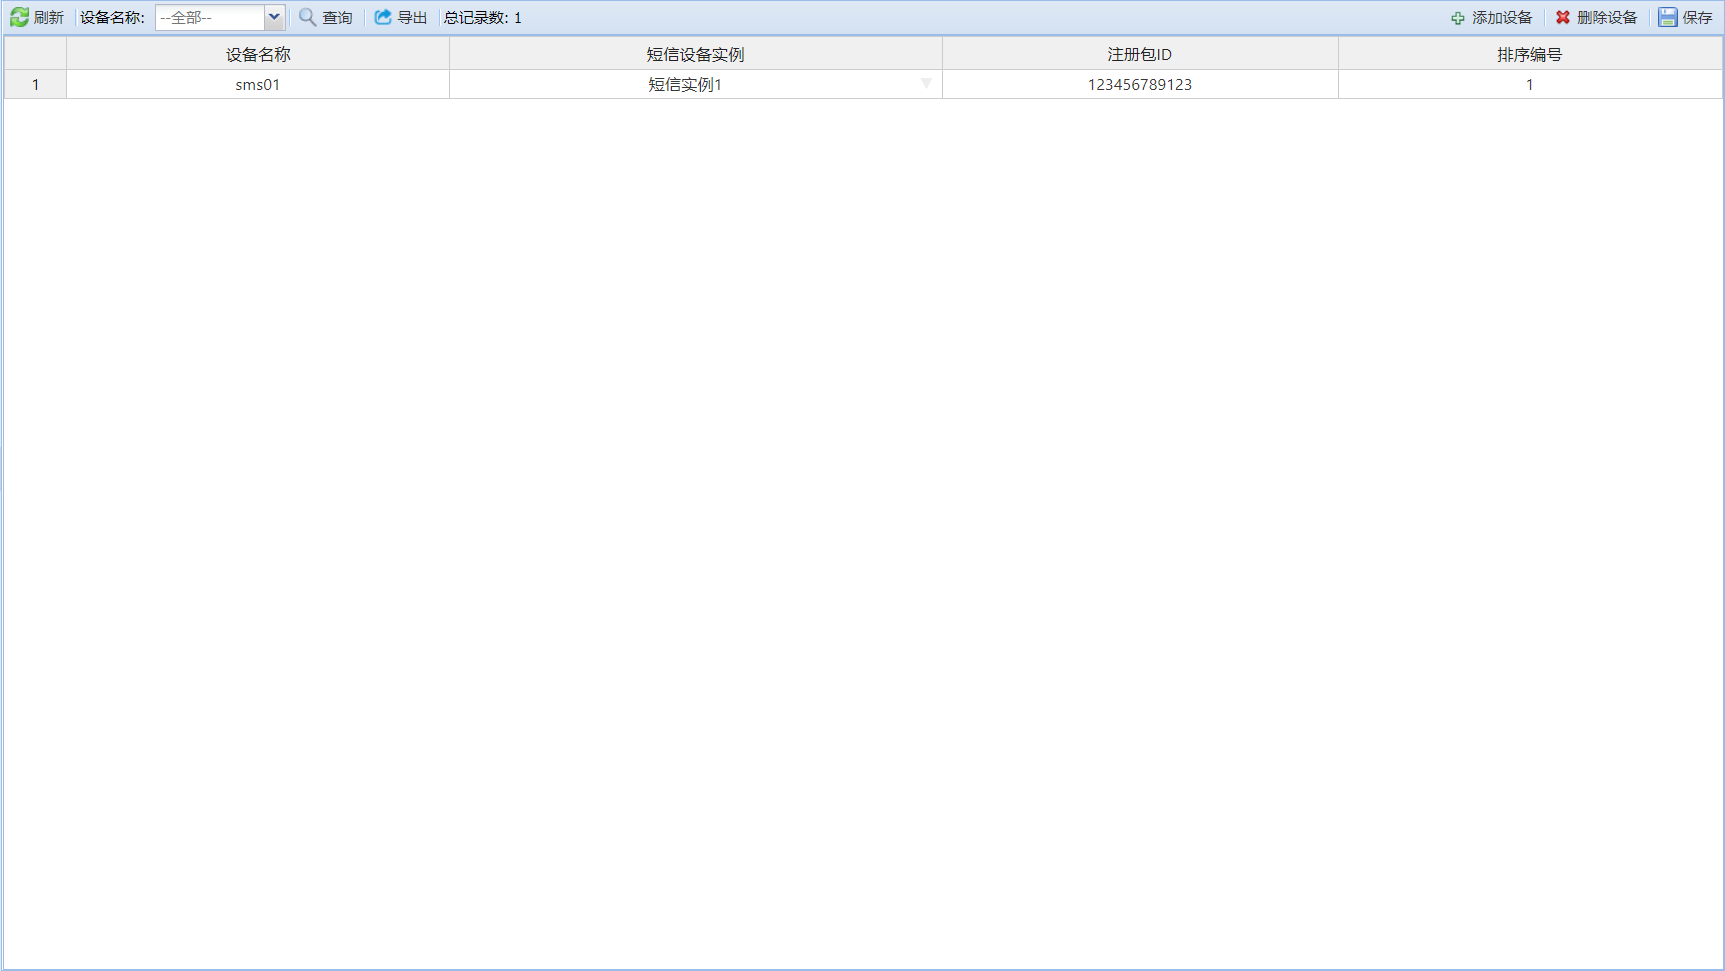 刷新 设备名称: --全部-- 查询 导出 总记录数: 1 添加设备 删除设备 保存
设备名称 短信设备实例 注册包ID 排序编号
1 sms01 短信实例1 123456789123 1